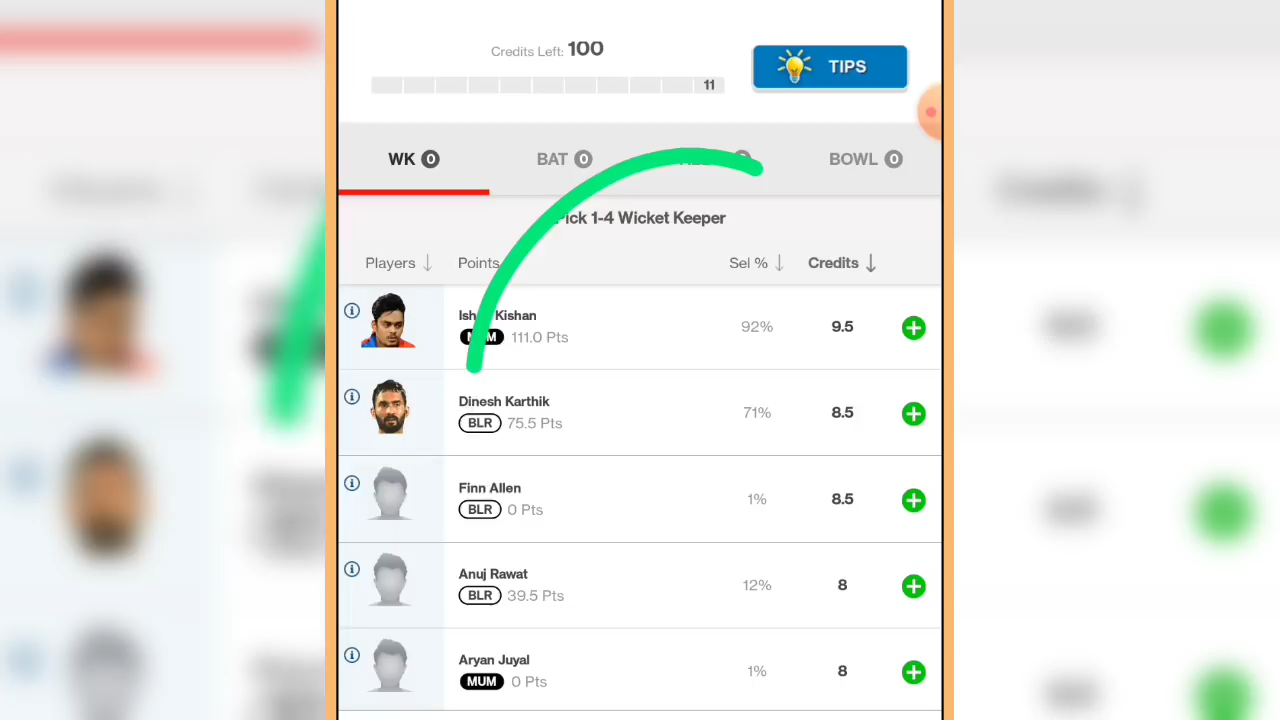 Credits Left: 100
11
TIPS
WK 0
BAT 0
BOWL 0
Pick 1-4 Wicket Keeper
Players ↓
Points
Sel % ↓
Credits ↓
Kishan
111.0 Pts
92%
9.5
Dinesh Karthik
BLR 75.5 Pts
71%
8.5
Finn Allen
BLR 0 Pts
1%
8.5
Anuj Rawat
BLR 39.5 Pts
12%
8
Aryan Juyal
MUM 0 Pts
1%
8